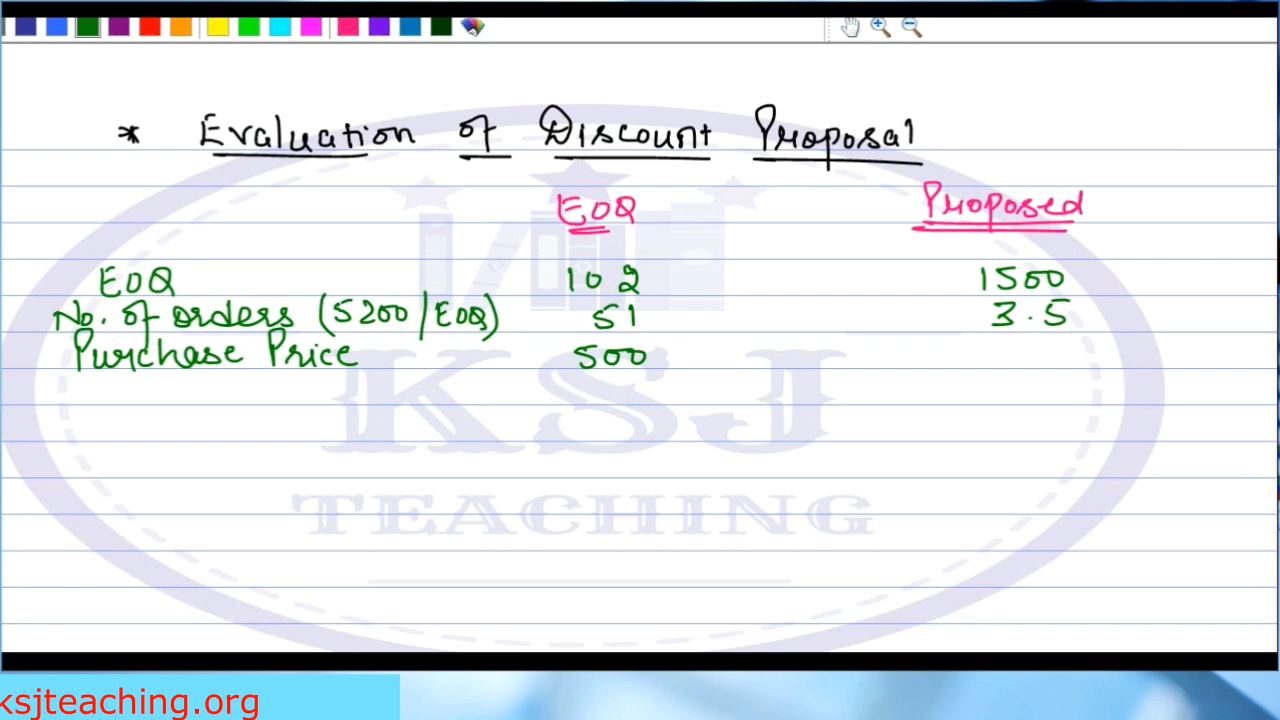 * Evaluation of Discount Proposal
EOQ Proposed
EOQ 102 1500
No. of orders (5200/EOQ) 51 3.5
Purchase Price 500
KSJ
TEACHING
ksjteaching.org